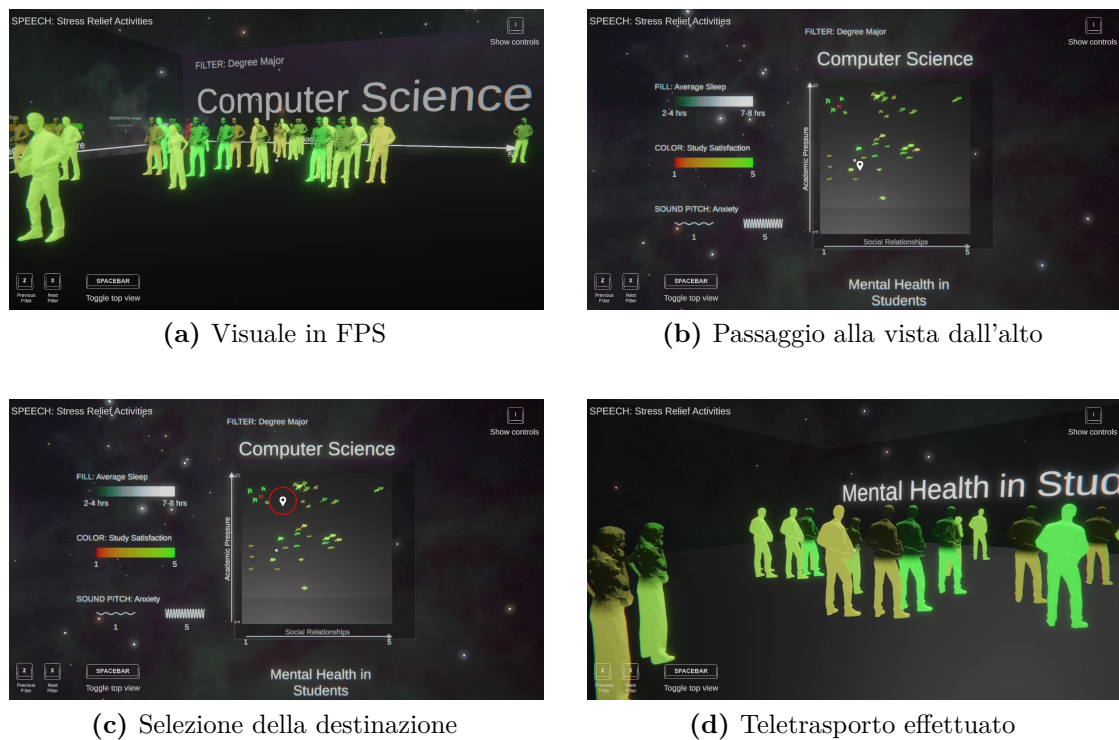 SPEECH: Stress Relief Activities
I
Show controls
FILTER: Degree Major
Computer Science
5
Z
X
SPACEBAR
Previous
Filter
Next
Filter
Toggle top view
(a) Visuale in FPS
SPEECH: Stress Relief Activities
I
Show controls
FILTER: Degree Major
Computer Science
FILL: Average Sleep
2-4 hrs
7-8 hrs
COLOR: Study Satisfaction
1
5
SOUND PITCH: Anxiety
1
5
5
Academic Pressure
1
Social Relationships
1
5
Z
X
SPACEBAR
Previous
Filter
Next
Filter
Toggle top view
Mental Health in
Students
(b) Passaggio alla vista dall'alto
SPEECH: Stress Relief Activities
I
Show controls
FILTER: Degree Major
Computer Science
FILL: Average Sleep
2-4 hrs
7-8 hrs
COLOR: Study Satisfaction
1
5
SOUND PITCH: Anxiety
1
5
5
Academic Pressure
1
Social Relationships
1
5
Z
X
SPACEBAR
Previous
Filter
Next
Filter
Toggle top view
Mental Health in
Students
(c) Selezione della destinazione
SPEECH: Stress Relief Activities
I
Show controls
Mental Health in Stud
Z
X
SPACEBAR
Previous
Filter
Next
Filter
Toggle top view
(d) Teletrasporto effettuato